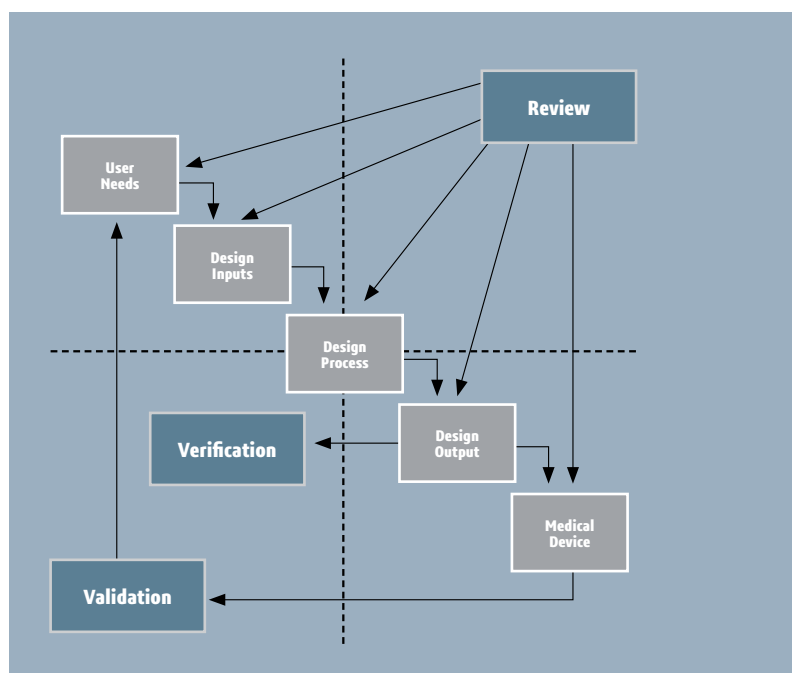 Review
User
Needs
Design
Inputs
Design
Process
Design
Output
Verification
Medical
Device
Validation